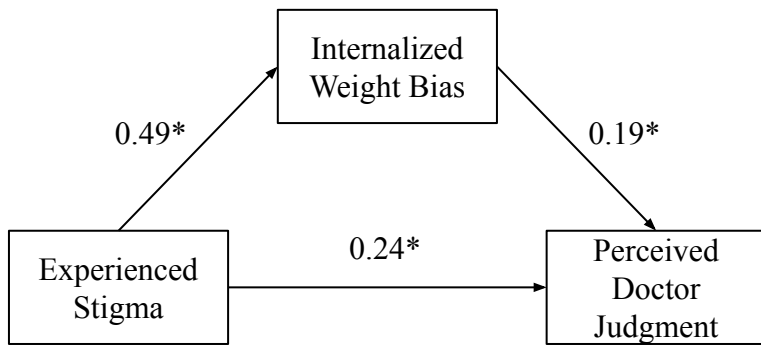 Internalized
Weight Bias
0.49*
0.19*
0.24*
Experienced
Stigma
Perceived
Doctor
Judgment